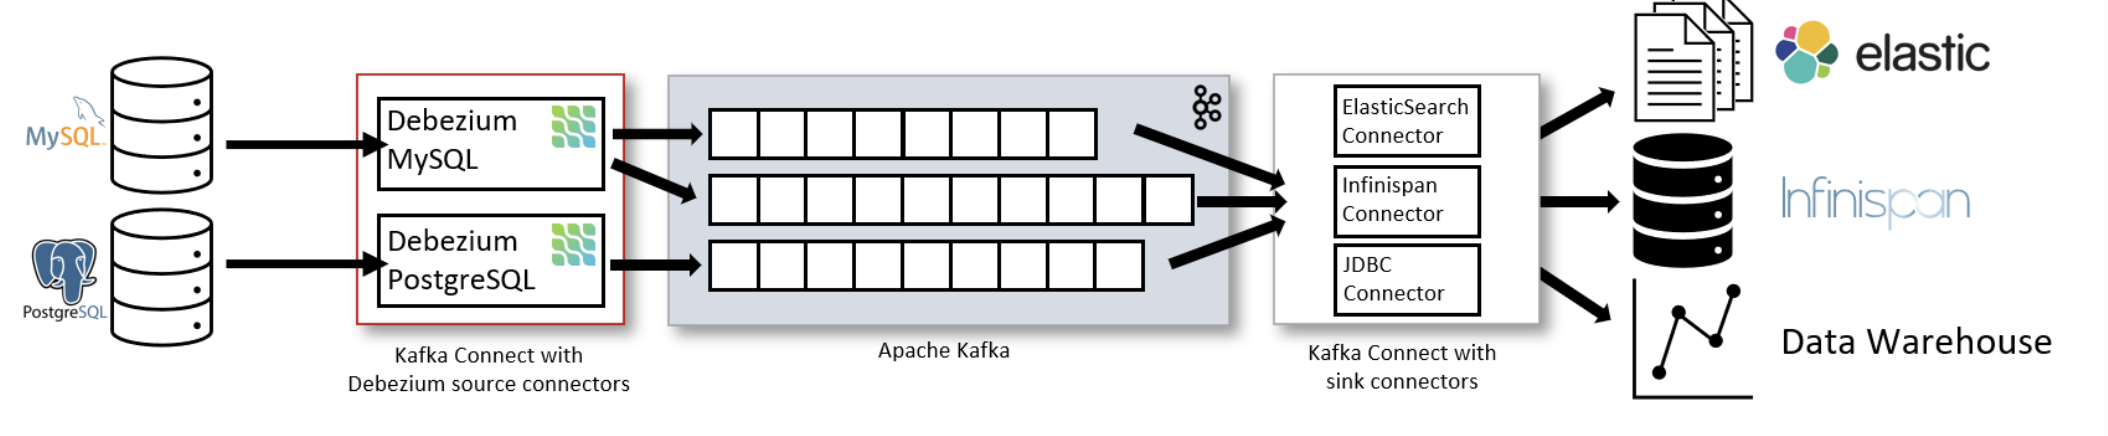 MySQL
PostgreSQL
Debezium
MySQL
Debezium
PostgreSQL
Kafka Connect with
Debezium source connectors
Apache Kafka
ElasticSearch
Connector
Infinispan
Connector
JDBC
Connector
Kafka Connect with
sink connectors
elastic
Infinispan
Data Warehouse